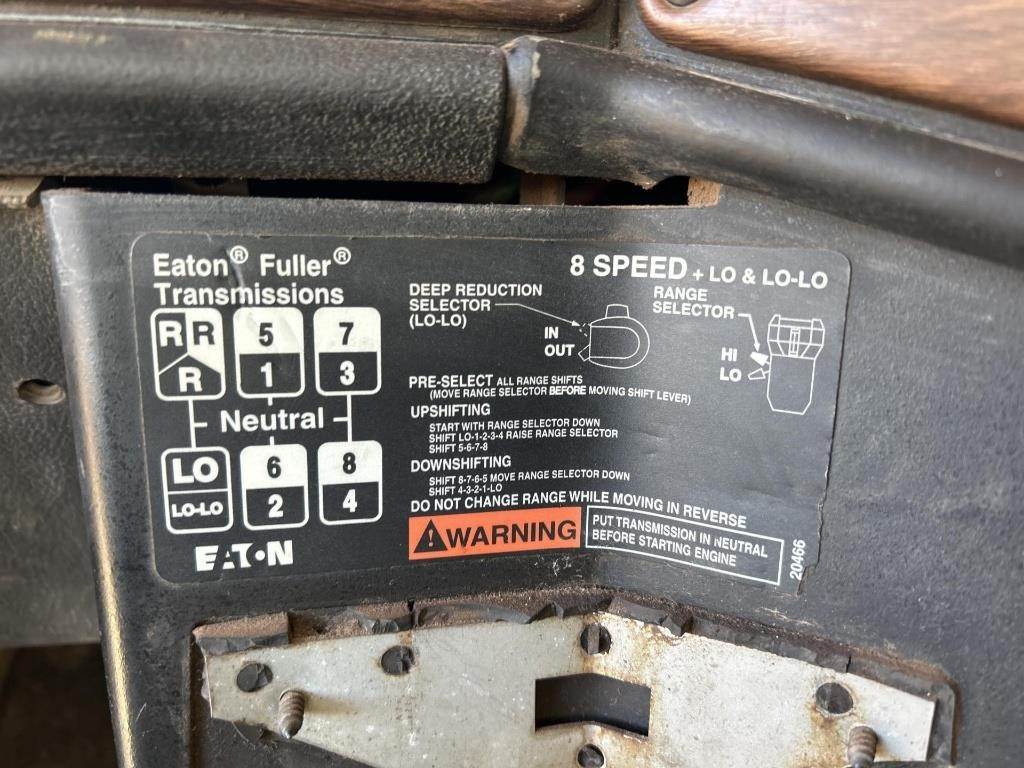 Eaton® Fuller®
Transmissions
8 SPEED + LO & LO-LO
R R
R
5
1
7
3
Neutral
LO
LO-LO
6
2
8
4
EATON
DEEP REDUCTION
SELECTOR
(LO-LO)
IN
OUT
RANGE
SELECTOR
HI
LO
PRE-SELECT ALL RANGE SHIFTS
(MOVE RANGE SELECTOR BEFORE MOVING SHIFT LEVER)
UPSHIFTING
START WITH RANGE SELECTOR DOWN
SHIFT LO-1-2-3-4 RAISE RANGE SELECTOR
SHIFT 5-6-7-8
DOWNSHIFTING
SHIFT 8-7-6-5 MOVE RANGE SELECTOR DOWN
SHIFT 4-3-2-1-LO
DO NOT CHANGE RANGE WHILE MOVING IN REVERSE
WARNING
PUT TRANSMISSION IN NEUTRAL
BEFORE STARTING ENGINE
20466